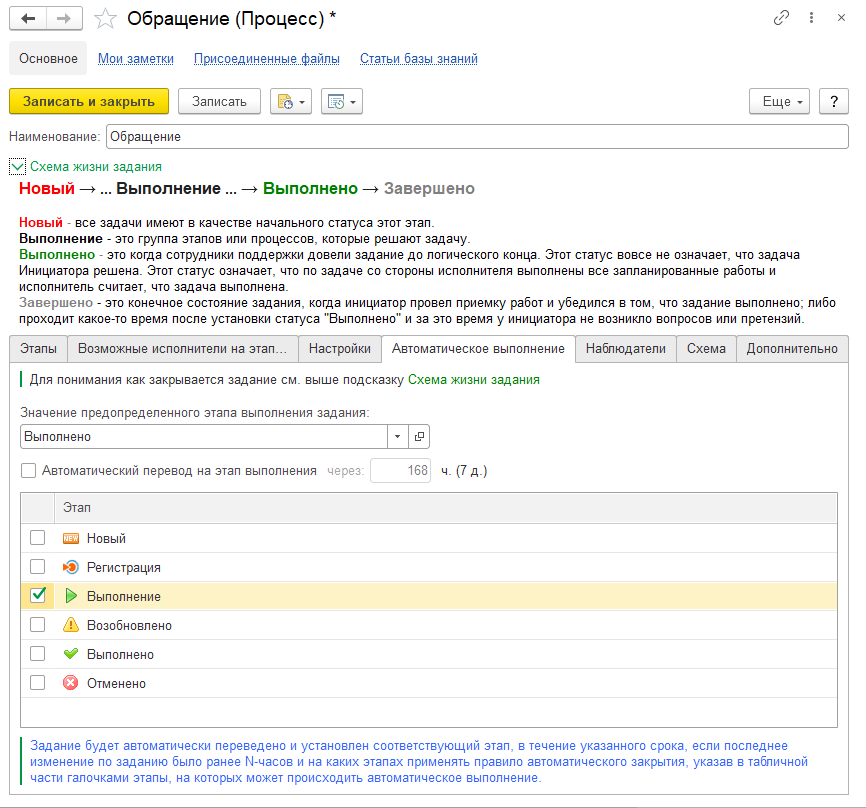 Обращение (Процесс) *
Основное Мои заметки Присоединенные файлы Статьи базы знаний
Записать и закрыть Записать Еще ?
Наименование: Обращение
Схема жизни задания
Новый → ... Выполнение ... → Выполнено → Завершено
Новый - все задачи имеют в качестве начального статуса этот этап.
Выполнение - это группа этапов или процессов, которые решают задачу.
Выполнено - это когда сотрудники поддержки довели задание до логического конца. Этот статус вовсе не означает, что задача
Инициатора решена. Этот статус означает, что по задаче со стороны исполнителя выполнены все запланированные работы и
исполнитель считает, что задача выполнена.
Завершено - это конечное состояние задания, когда инициатор провел приемку работ и убедился в том, что задание выполнено; либо
проходит какое-то время после установки статуса "Выполнено" и за это время у инициатора не возникло вопросов или претензий.
Этапы Возможные исполнители на этап... Настройки Автоматическое выполнение Наблюдатели Схема Дополнительно
Для понимания как закрывается задание см. выше подсказку Схема жизни задания
Значение предопределенного этапа выполнения задания:
Выполнено
Автоматический перевод на этап выполнения через: 168 ч. (7 д.)
Этап
NEW Новый
Регистрация
Выполнение
Возобновлено
Выполнено
Отменено
Задание будет автоматически переведено и установлен соответствующий этап, в течение указанного срока, если последнее
изменение по заданию было ранее N-часов и на каких этапах применять правило автоматического закрытия, указав в табличной
части галочками этапы, на которых может происходить автоматическое выполнение.